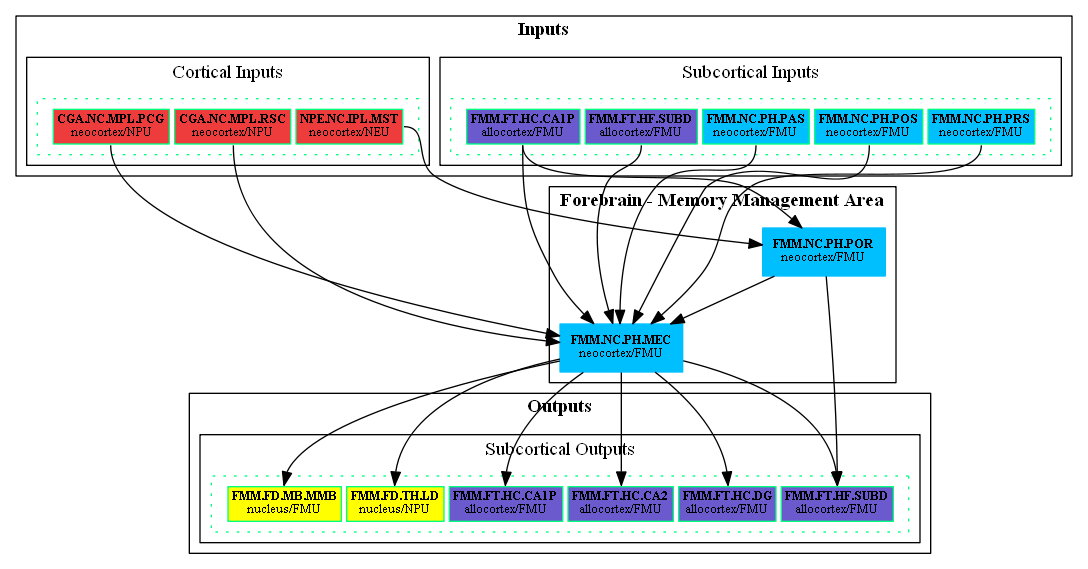 Inputs
Cortical Inputs
Subcortical Inputs
CGA.NC.MPL.PCG
neocortex/NPU
CGA.NC.MPL.RSC
neocortex/NPU
NPE.NC.IPL.MST
neocortex/NEU
FMM.FT.HC.CA1P
allocortex/FMU
FMM.FT.HF.SUBD
allocortex/FMU
FMM.NC.PH.PAS
neocortex/FMU
FMM.NC.PH.POS
neocortex/FMU
FMM.NC.PH.PRS
neocortex/FMU
Forebrain - Memory Management Area
FMM.NC.PH.POR
neocortex/FMU
FMM.NC.PH.MEC
neocortex/FMU
Outputs
Subcortical Outputs
FMM.FD.MB.MMB
nucleus/FMU
FMM.FD.TH.LD
nucleus/NPU
FMM.FT.HC.CA1P
allocortex/FMU
FMM.FT.HC.CA2
allocortex/FMU
FMM.FT.HC.DG
allocortex/FMU
FMM.FT.HF.SUBD
allocortex/FMU